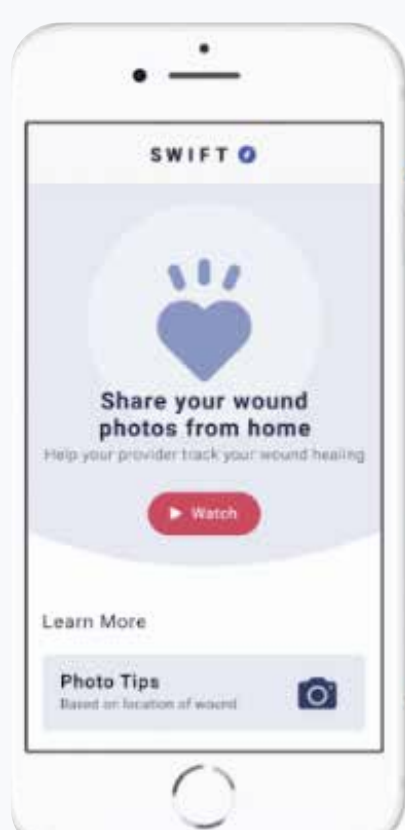 SWIFT
Share your wound
photos from home
Help your provider track your wound healing
Watch
Learn More
Photo Tips
Based on location of wound